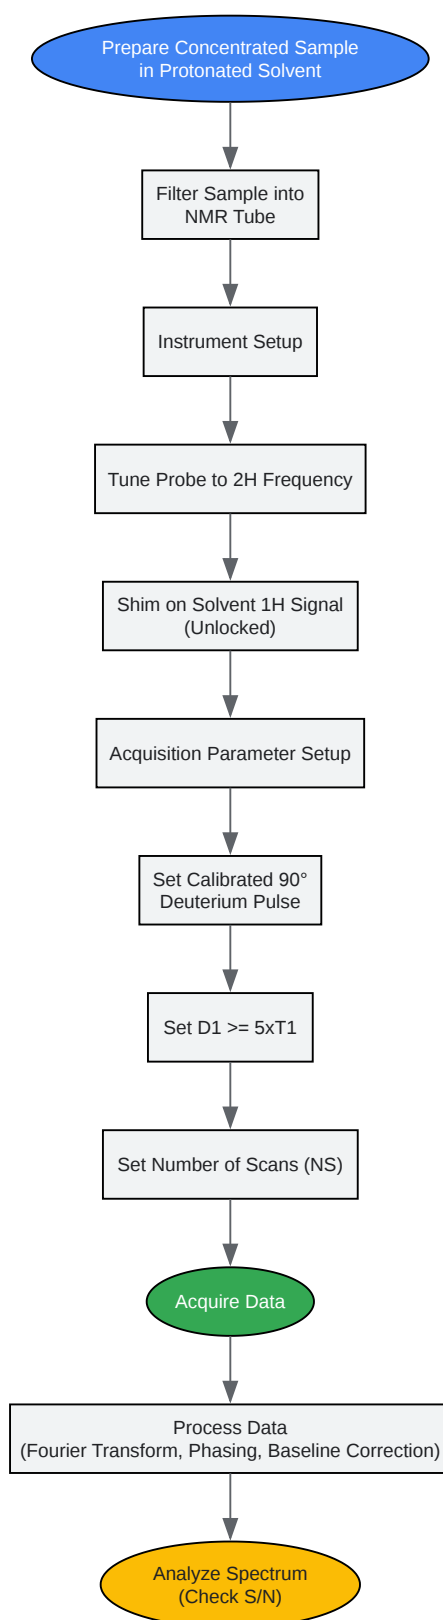 Prepare Concentrated Sample
in Protonated Solvent
Filter Sample into
NMR Tube
Instrument Setup
Tune Probe to 2H Frequency
Shim on Solvent 1H Signal
(Unlocked)
Acquisition Parameter Setup
Set Calibrated 90°
Deuterium Pulse
Set D1 >= 5xT1
Set Number of Scans (NS)
Acquire Data
Process Data
(Fourier Transform, Phasing, Baseline Correction)
Analyze Spectrum
(Check S/N)